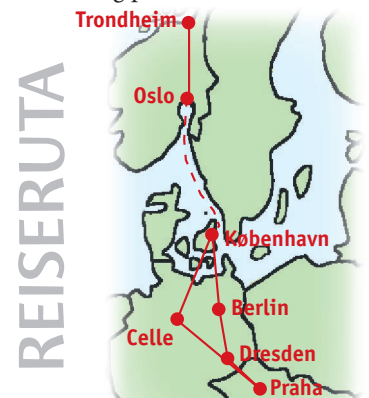 Trondheim
Oslo
REISERUTA
København
Berlin
Celle
Dresden
Praha